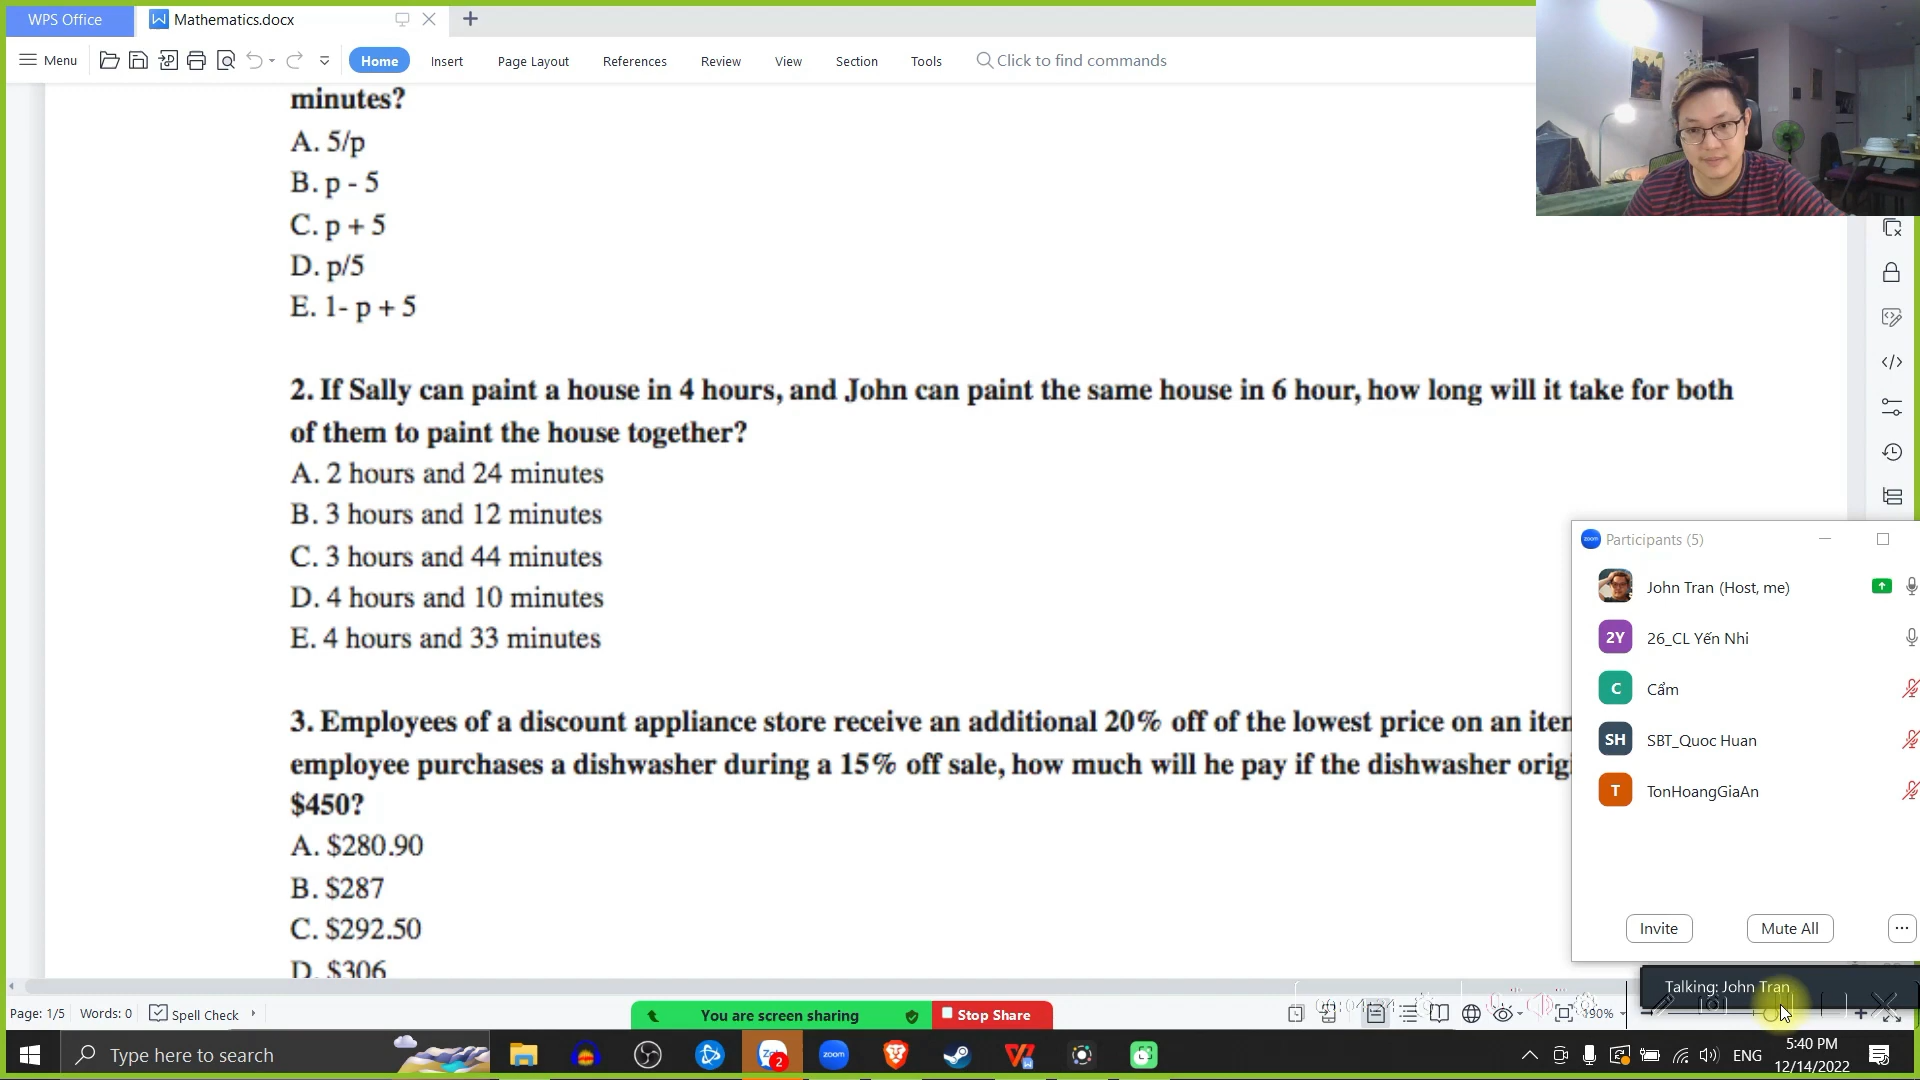 WPS Office
Mathematics.docx
Menu
Home
Insert
Page Layout
References
Review
View
Section
Tools
Click to find commands
minutes?
A. 5/p
B. p - 5
C. p + 5
D. p/5
E. 1- p + 5
2. If Sally can paint a house in 4 hours, and John can paint the same house in 6 hour, how long will it take for both
of them to paint the house together?
A. 2 hours and 24 minutes
B. 3 hours and 12 minutes
C. 3 hours and 44 minutes
D. 4 hours and 10 minutes
E. 4 hours and 33 minutes
3. Employees of a discount appliance store receive an additional 20% off of the lowest price on an
employee purchases a dishwasher during a 15% off sale, how much will he pay if the dishwasher
$450?
A. $280.90
B. $287
C. $292.50
D. $306
zoom
Participants (5)
John Tran (Host, me)
2Y 26_CL Yến Nhi
C Cẩm
SH SBT_Quoc Huan
T TonHoangGiaAn
Invite
Mute All
Talking: John Tran
Page: 1/5
Words: 0
Spell Check
You are screen sharing
Stop Share
190%
Type here to search
2
zoom
ENG
5:40 PM
12/14/2022